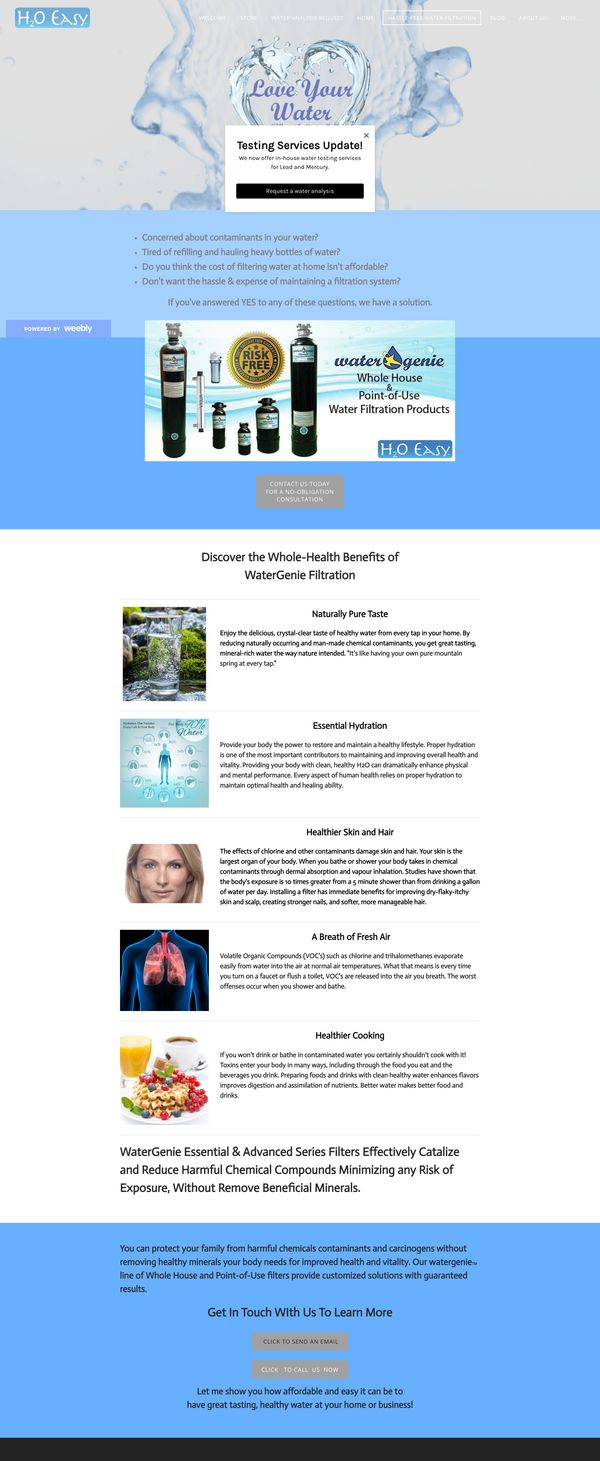 H2O Easy
WELCOME STORE WATER ANALYSIS REQUEST HOME HASSLE FREE WATER FILTRATION BLOG ABOUT US MORE...
Love Your
Water
Testing Services Update!
We now offer in-house water testing services
for Lead and Mercury.
Request a water analysis
• Concerned about contaminants in your water?
• Tired of refilling and hauling heavy bottles of water?
• Do you think the cost of filtering water at home isn't affordable?
• Don't want the hassle & expense of maintaining a filtration system?
If you've answered YES to any of these questions, we have a solution.
POWERED BY weebly
RISK
FREE
water genie
Whole House
&
Point-of-Use
Water Filtration Products
H2O Easy
CONTACT US TODAY
FOR A NO-OBLIGATION
CONSULTATION
Discover the Whole-Health Benefits of
WaterGenie Filtration
Naturally Pure Taste
Enjoy the delicious, crystal-clear taste of healthy water from every tap in your home. By
reducing naturally occurring and man-made chemical contaminants, you get great tasting,
mineral-rich water the way nature intended. "It's like having your own pure mountain
spring at every tap."
70%
Water
Essential Hydration
Provide your body the power to restore and maintain a healthy lifestyle. Proper hydration
is one of the most important contributors to maintaining and improving overall health and
vitality. Providing your body with clean, healthy H2O can dramatically enhance physical
and mental performance. Every aspect of human health relies on proper hydration to
maintain optimal health and healing ability.
Healthier Skin and Hair
The effects of chlorine and other contaminants damage skin and hair. Your skin is the
largest organ of your body. When you bathe or shower your body takes in chemical
contaminants through dermal absorption and vapour inhalation. Studies have shown that
the body's exposure is 10 times greater from a 5 minute shower than from drinking a gallon
of water per day. Installing a filter has immediate benefits for improving dry-flaky-itchy
skin and scalp, creating stronger nails, and softer, more manageable hair.
A Breath of Fresh Air
Volatile Organic Compounds (VOC's) such as chlorine and trihalomethanes evaporate
easily from water into the air at normal air temperatures. What that means is every time
you turn on a faucet or flush a toilet, VOC's are released into the air you breath. The worst
offenses occur when you shower and bathe.
Healthier Cooking
If you won't drink or bathe in contaminated water you certainly shouldn't cook with it!
Toxins enter your body in many ways, including through the food you eat and the
beverages you drink. Preparing foods and drinks with clean healthy water enhances flavors
improves digestion and assimilation of nutrients. Better water makes better food and
drinks.
WaterGenie Essential & Advanced Series Filters Effectively Catalize
and Reduce Harmful Chemical Compounds Minimizing any Risk of
Exposure, Without Remove Beneficial Minerals.
You can protect your family from harmful chemicals contaminants and carcinogens without
removing healthy minerals your body needs for improved health and vitality. Our watergenie™
line of Whole House and Point-of-Use filters provide customized solutions with guaranteed
results.
Get In Touch WIth Us To Learn More
CLICK TO SEND AN EMAIL
CLICK TO CALL US NOW
Let me show you how affordable and easy it can be to
have great tasting, healthy water at your home or business!